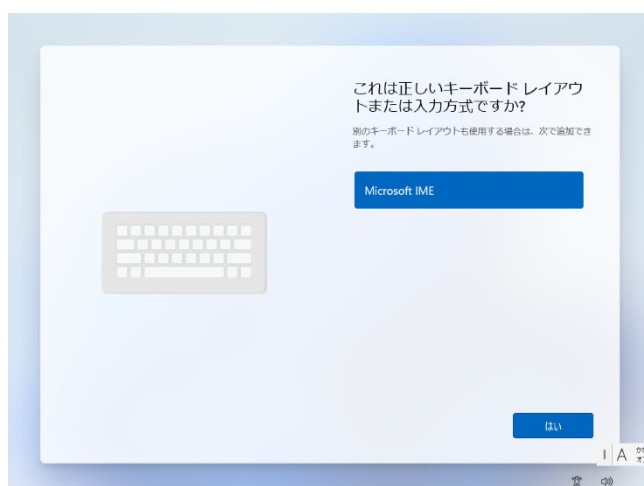 これは正しいキーボード レイアウ
トまたは入力方式ですか?
別のキーボード レイアウトも使用する場合は、次で追加でき
ます。
Microsoft IME
はい
A